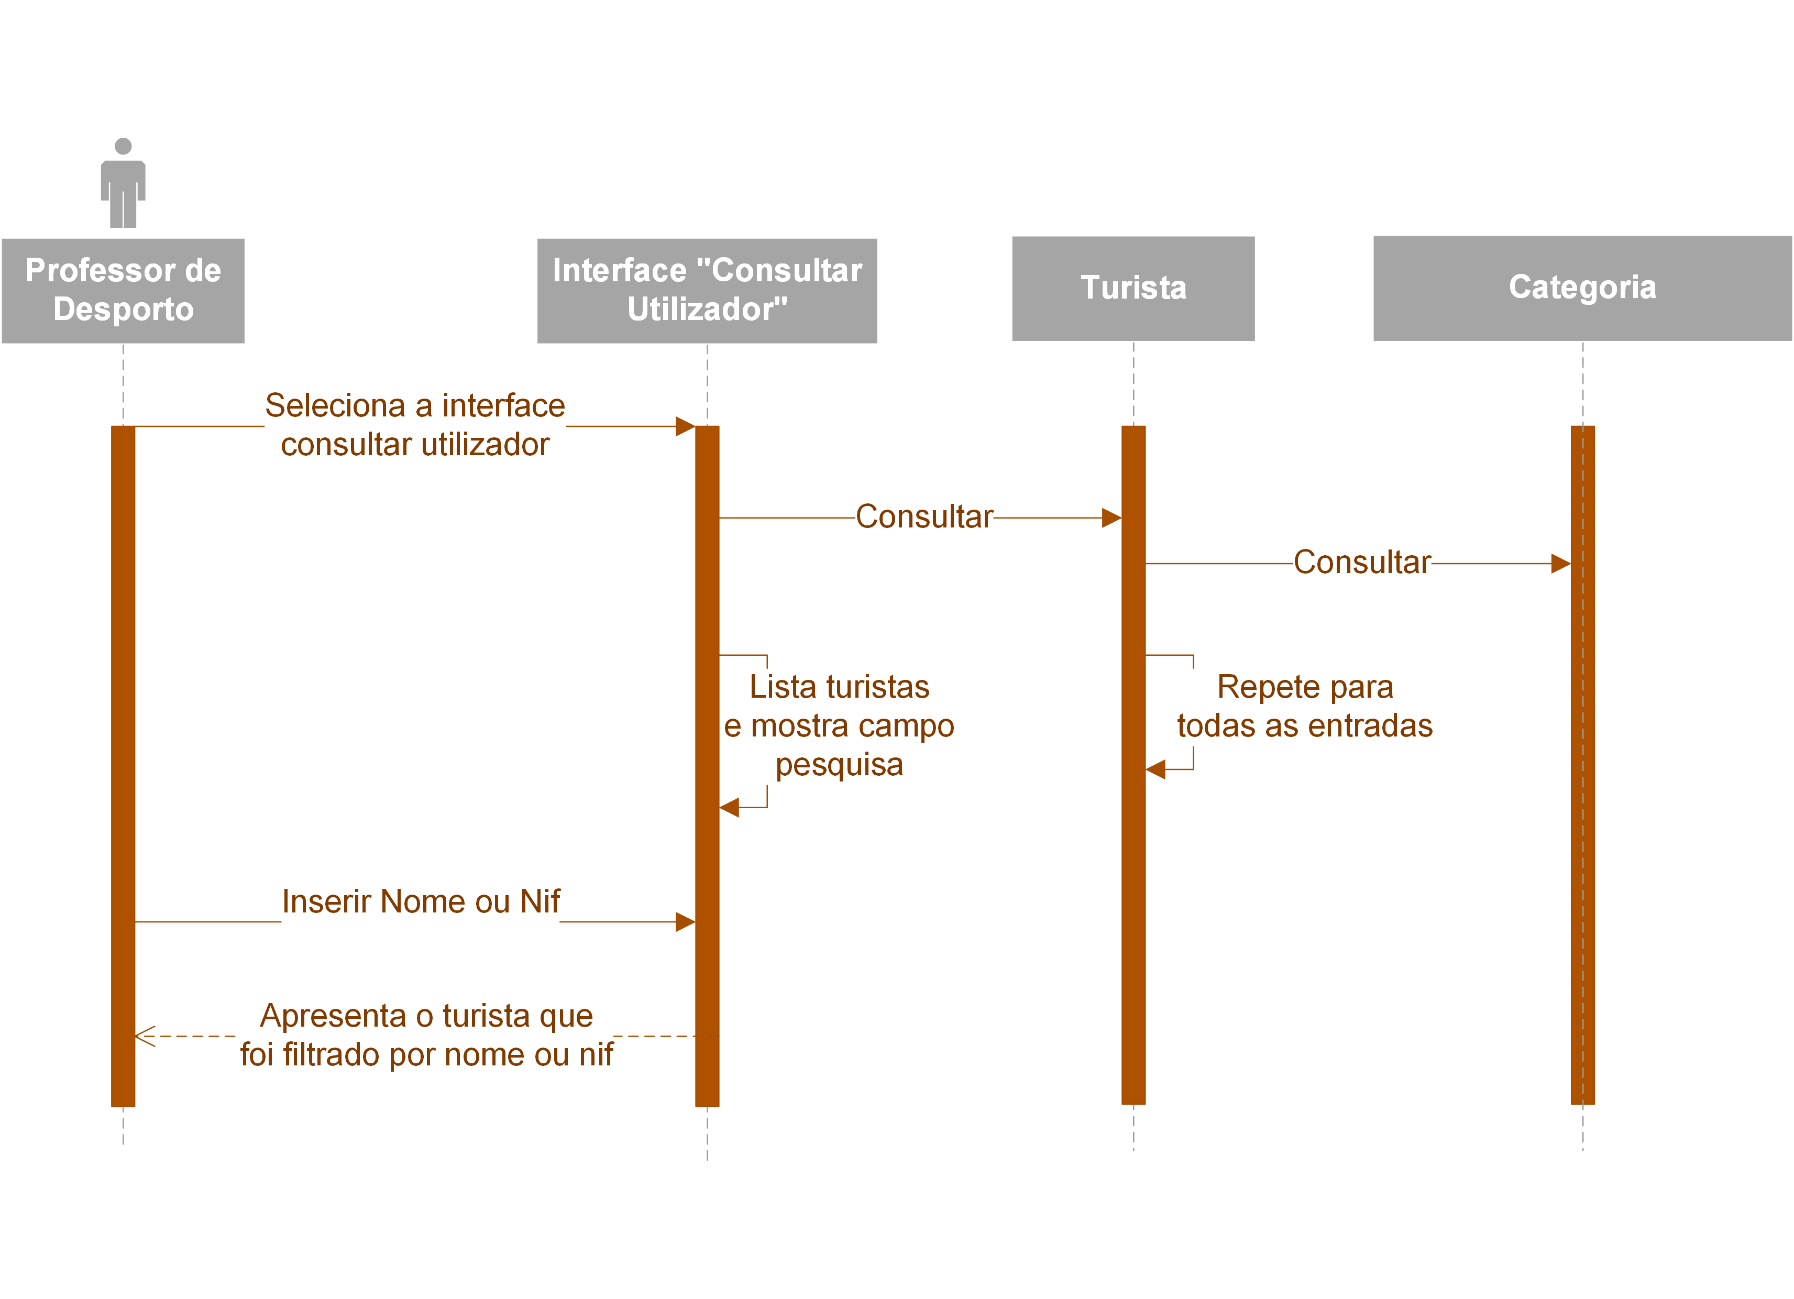 Professor de
Desporto
Interface "Consultar
Utilizador"
Turista
Categoria
Seleciona a interface
consultar utilizador
Consultar
Consultar
Lista turistas
e mostra campo
pesquisa
Repete para
todas as entradas
Inserir Nome ou Nif
Apresenta o turista que
foi filtrado por nome ou nif